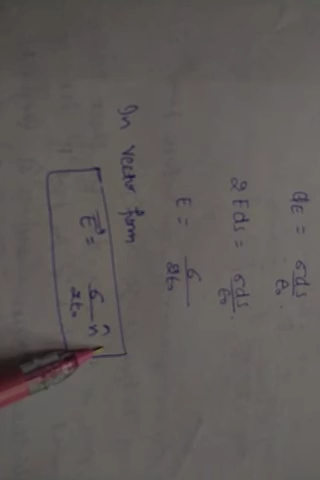 ϕE = σds/ε₀
2Eds = σds/ε₀
E = σ/2ε₀
In vector form
E⃗ = σ/2ε₀ n̂